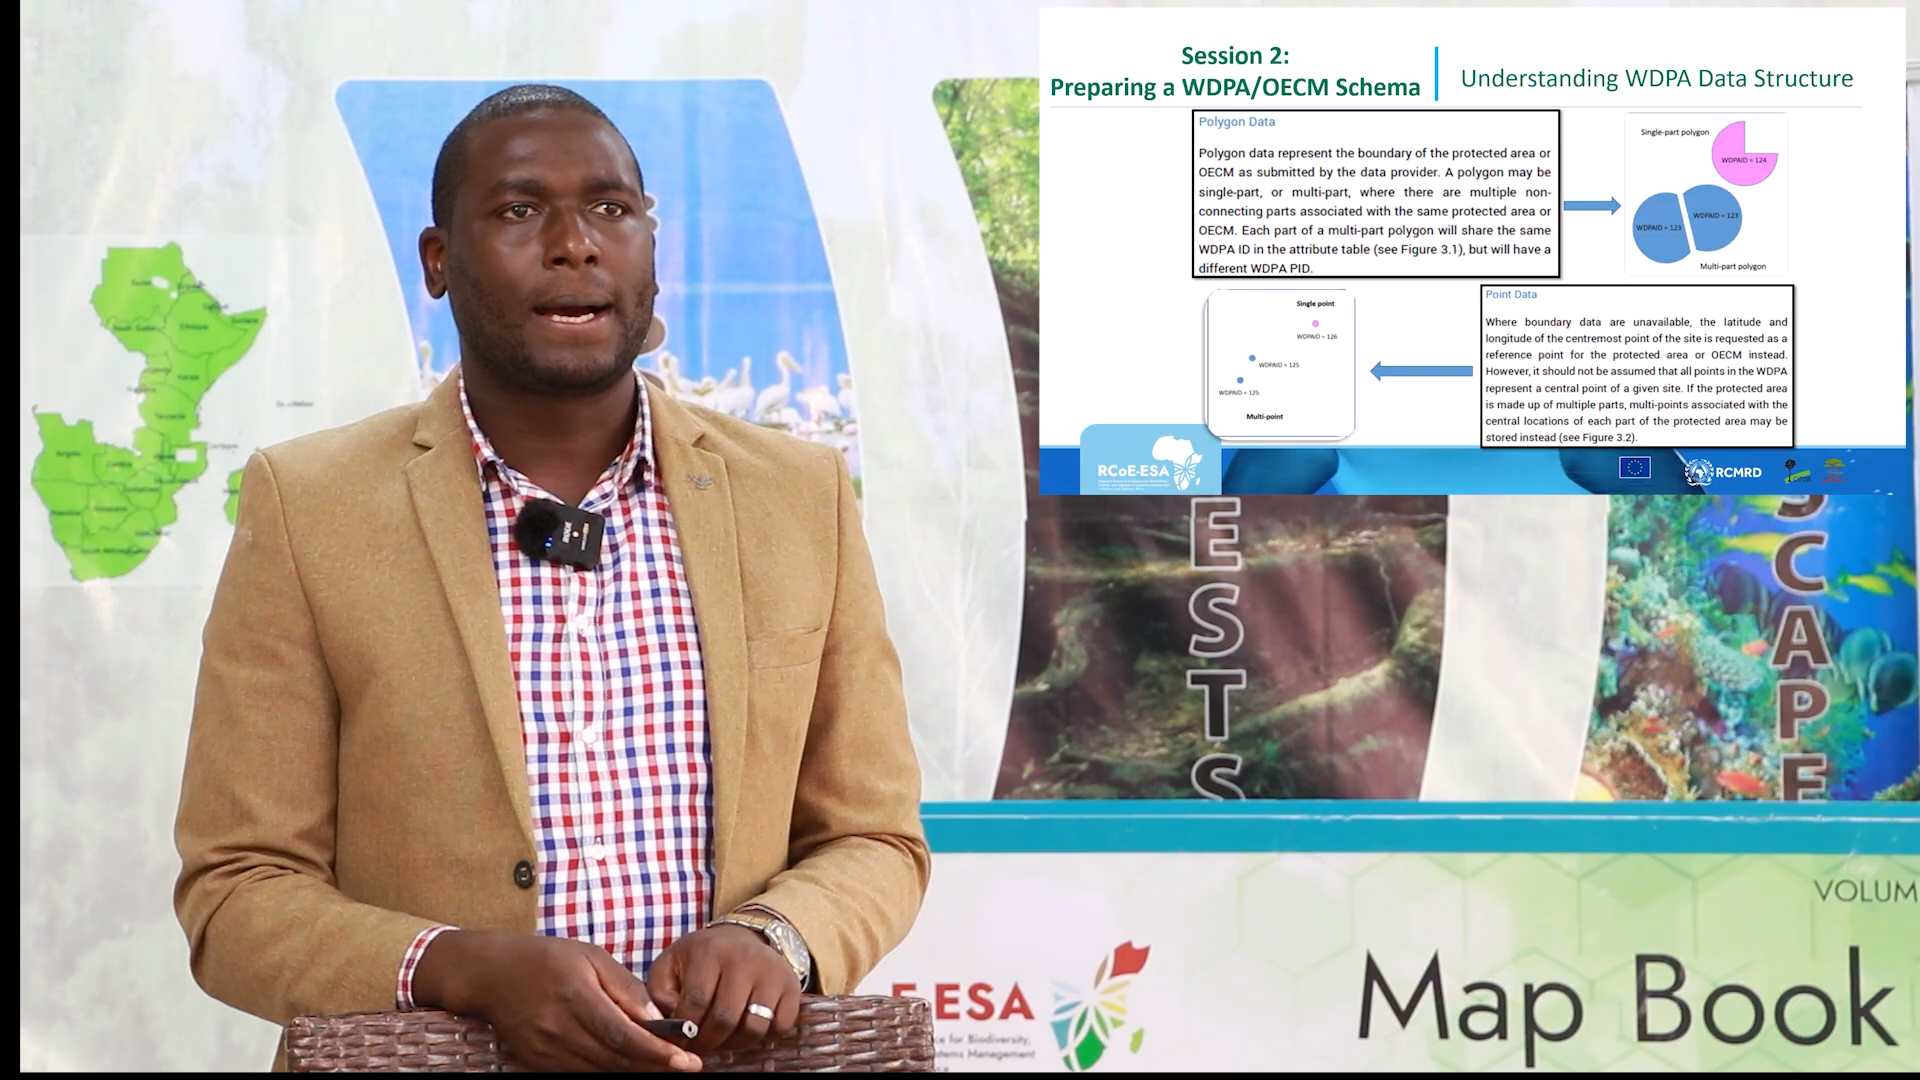 Session 2:
Preparing a WDPA/OECM Schema
Understanding WDPA Data Structure
Polygon Data
Polygon data represent the boundary of the protected area or
OECM as submitted by the data provider. A polygon may be
single-part, or multi-part, where there are multiple non-
connecting parts associated with the same protected area or
OECM. Each part of a multi-part polygon will share the same
WDPA ID in the attribute table (see Figure 3.1), but will have a
different WDPA PID.
Single-part polygon
WDPAID = 124
WDPAID = 123
WDPAID = 123
Multi-part polygon
Single point
WDPAID = 126
WDPAID = 125
WDPAID = 125
Multi-point
Point Data
Where boundary data are unavailable, the latitude and
longitude of the centremost point of the site is requested as a
reference point for the protected area or OECM instead.
However, it should not be assumed that all points in the WDPA
represent a central point of a given site. If the protected area
is made up of multiple parts, multi-points associated with the
central locations of each part of the protected area may be
stored instead (see Figure 3.2).
RCoE-ESA
RCMRD
ESTS
SCAPE
VOLUM
Map Book
E-ESA
ce for Biodiversity,
stems Management